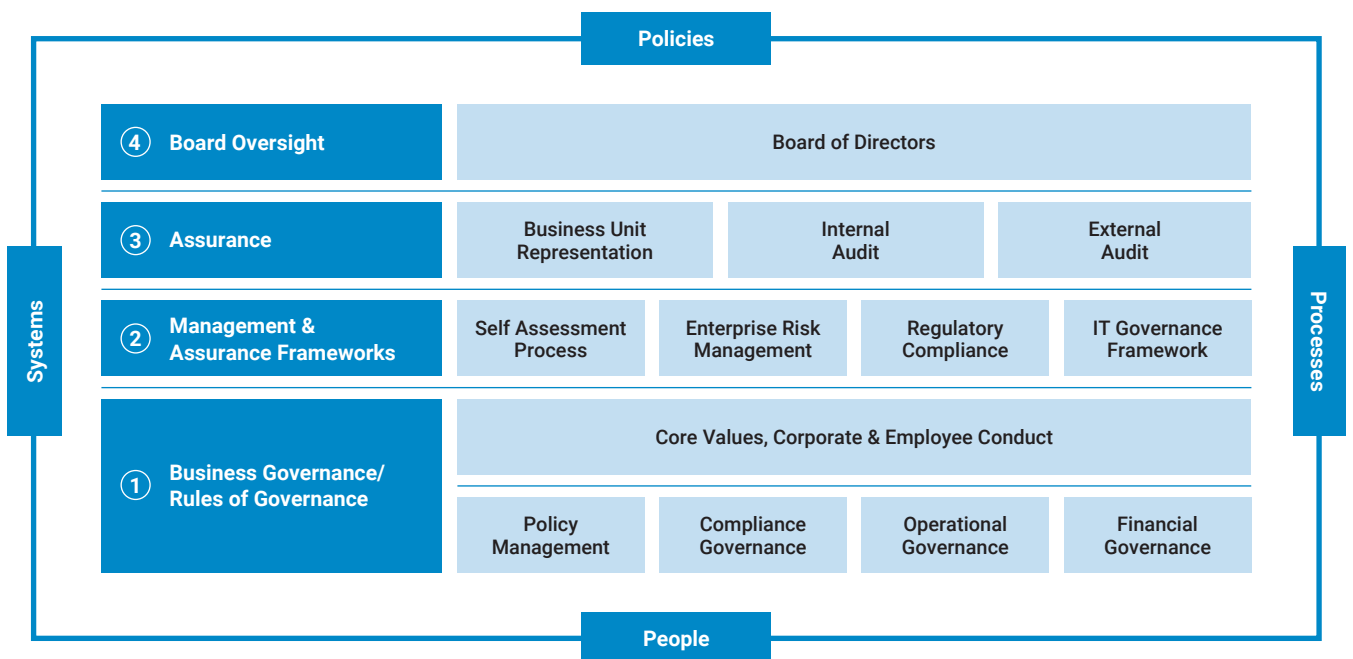 Policies
4 Board Oversight
Board of Directors
3 Assurance
Business Unit
Representation
Internal
Audit
External
Audit
Systems
2 Management &
Assurance Frameworks
Self Assessment
Process
Enterprise Risk
Management
Regulatory
Compliance
IT Governance
Framework
Processes
1 Business Governance/
Rules of Governance
Core Values, Corporate & Employee Conduct
Policy
Management
Compliance
Governance
Operational
Governance
Financial
Governance
People